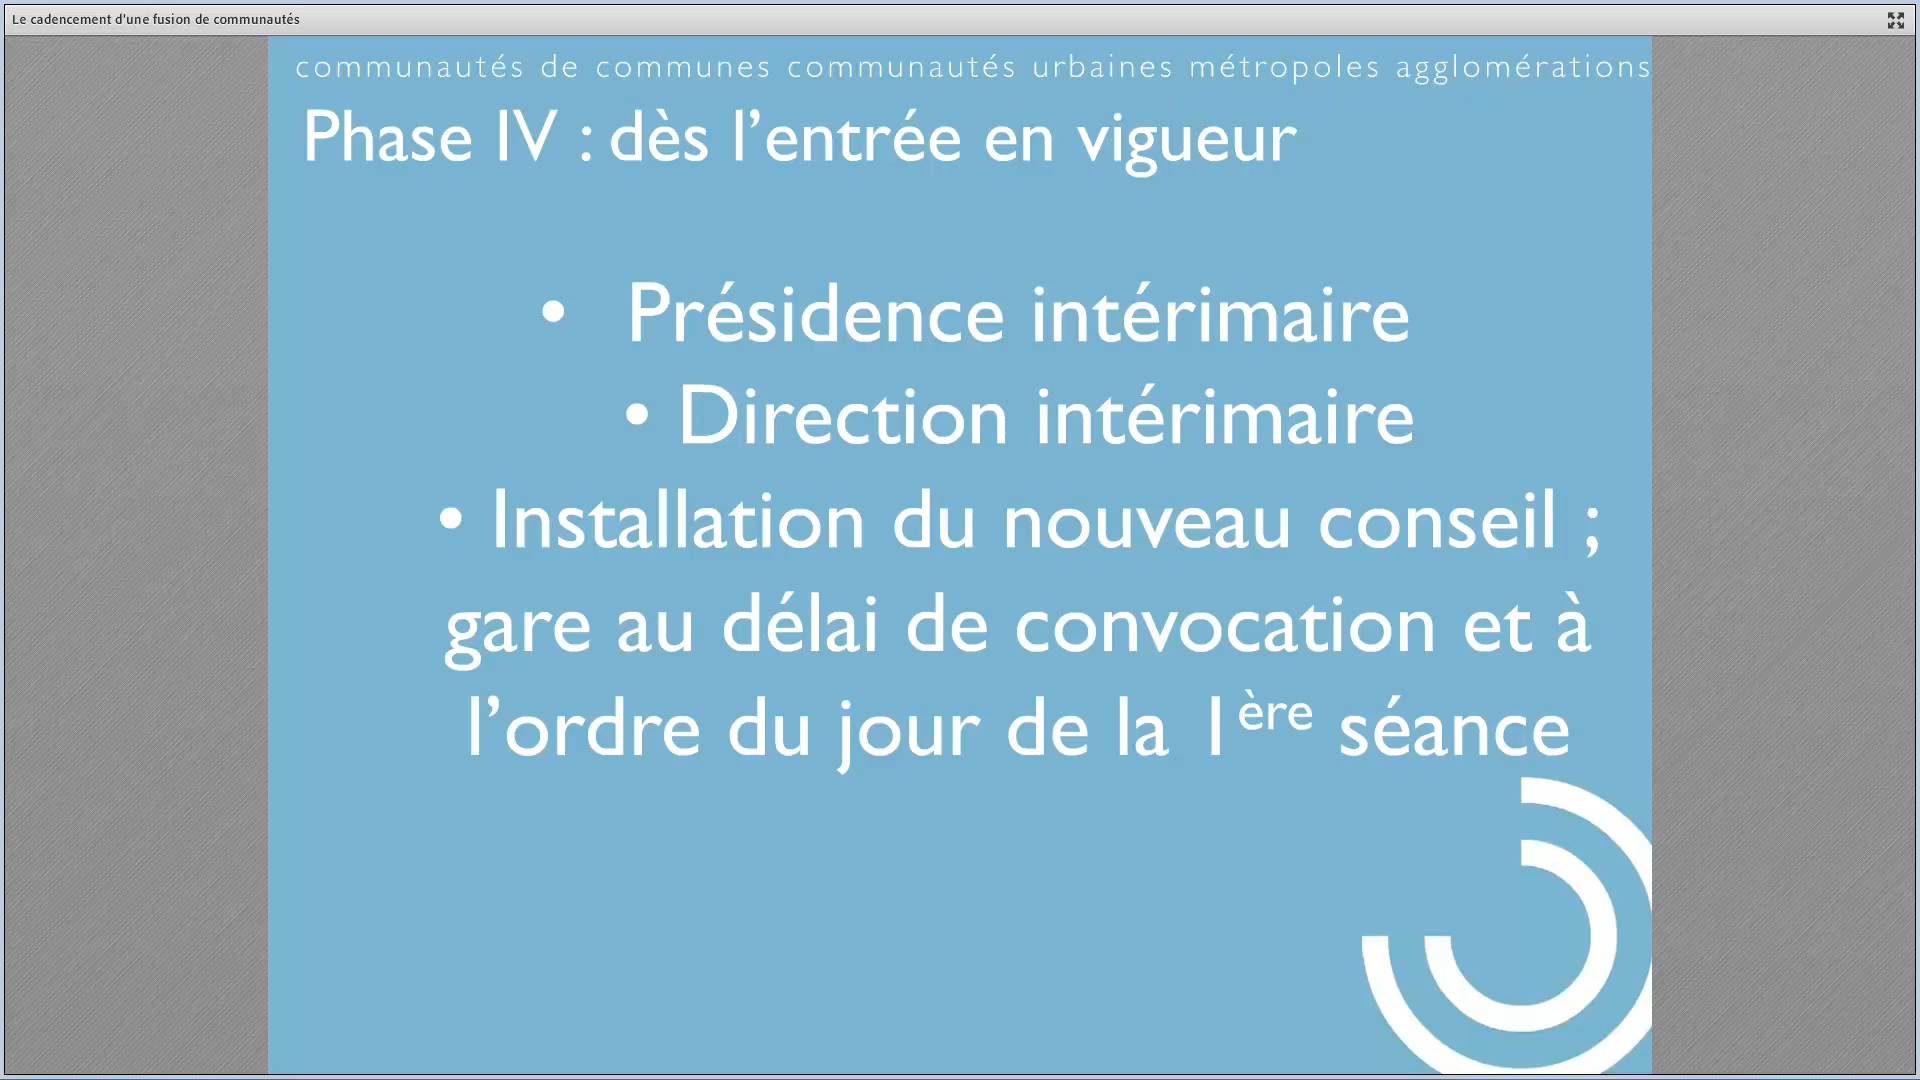 Le cadencement d'une fusion de communautés
communautés de communes communautés urbaines métropoles agglomérations
Phase IV : dès l’entrée en vigueur
• Présidence intérimaire
• Direction intérimaire
• Installation du nouveau conseil ;
gare au délai de convocation et à
l’ordre du jour de la 1ère séance